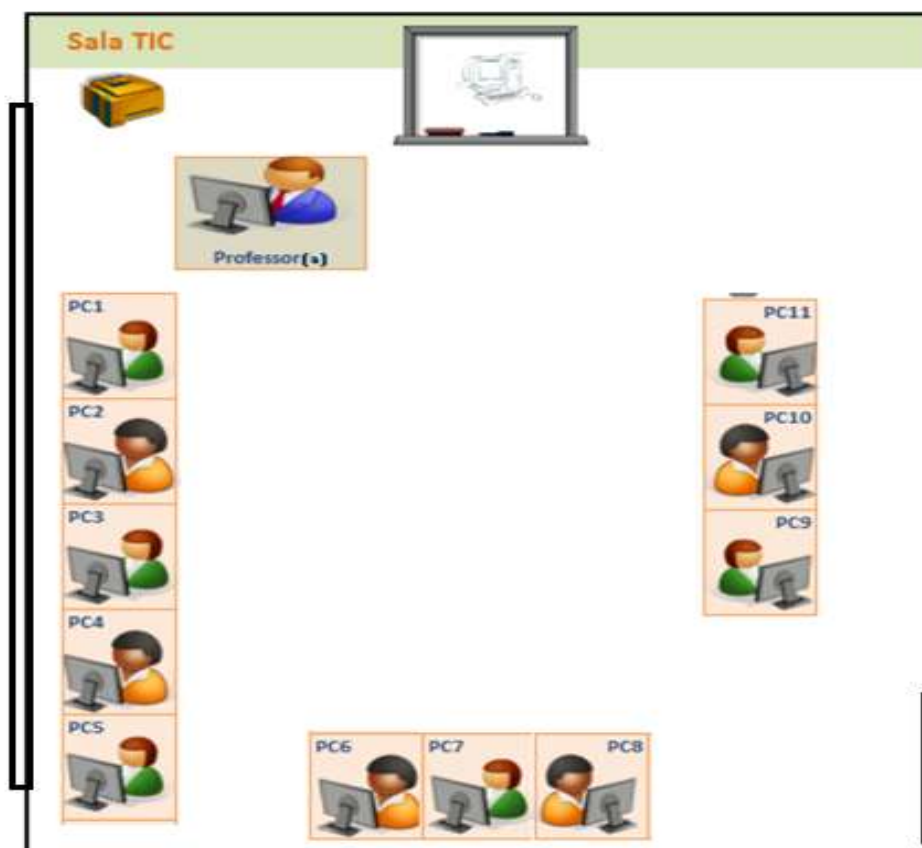 Sala TIC
Professor(a)
PC1
PC11
PC2
PC10
PC3
PC9
PC4
PC5
PC6
PC7
PC8